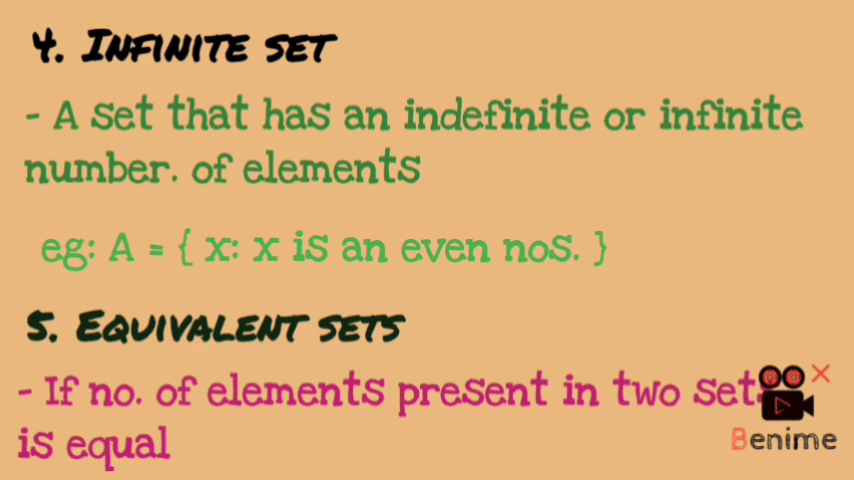 4. Infinite set
- A set that has an indefinite or infinite
number. of elements
eg: A = { x: x is an even nos. }
5. Equivalent sets
- If no. of elements present in two sets
is equal
Benime